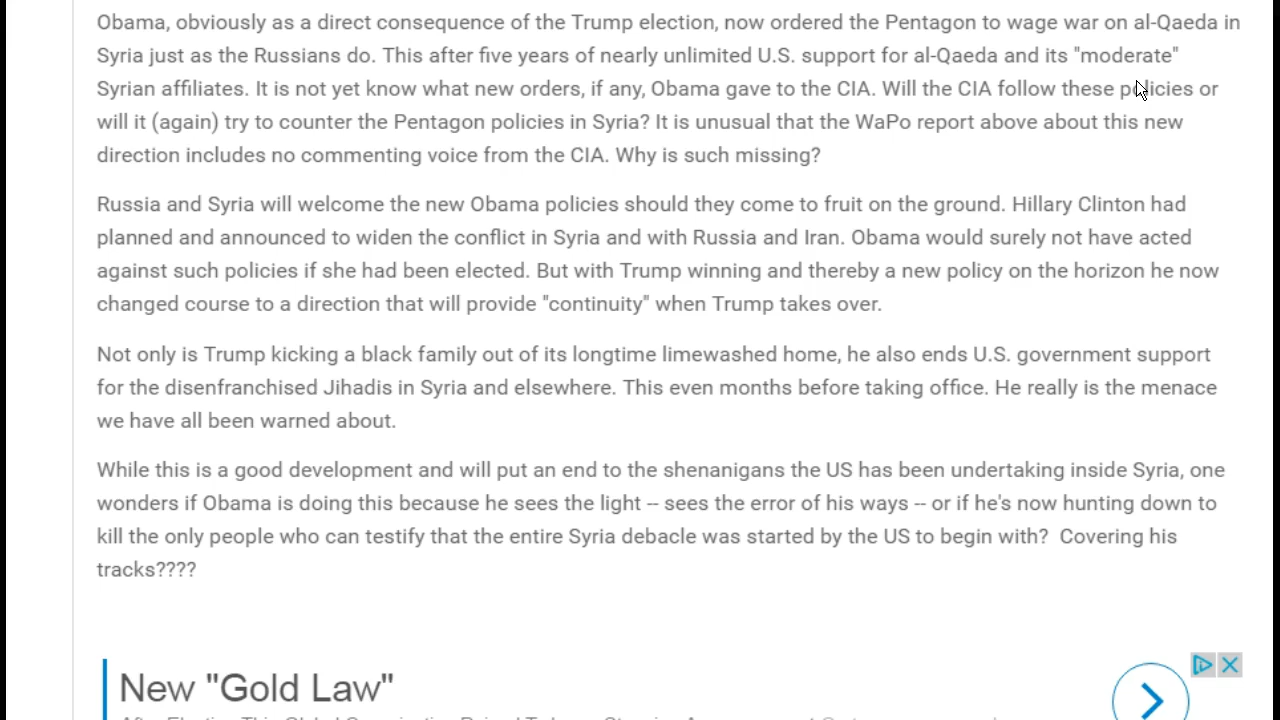 Obama, obviously as a direct consequence of the Trump election, now ordered the Pentagon to wage war on al-Qaeda in
Syria just as the Russians do. This after five years of nearly unlimited U.S. support for al-Qaeda and its "moderate"
Syrian affiliates. It is not yet know what new orders, if any, Obama gave to the CIA. Will the CIA follow these policies or
will it (again) try to counter the Pentagon policies in Syria? It is unusual that the WaPo report above about this new
direction includes no commenting voice from the CIA. Why is such missing?
Russia and Syria will welcome the new Obama policies should they come to fruit on the ground. Hillary Clinton had
planned and announced to widen the conflict in Syria and with Russia and Iran. Obama would surely not have acted
against such policies if she had been elected. But with Trump winning and thereby a new policy on the horizon he now
changed course to a direction that will provide "continuity" when Trump takes over.
Not only is Trump kicking a black family out of its longtime limewashed home, he also ends U.S. government support
for the disenfranchised Jihadis in Syria and elsewhere. This even months before taking office. He really is the menace
we have all been warned about.
While this is a good development and will put an end to the shenanigans the US has been undertaking inside Syria, one
wonders if Obama is doing this because he sees the light -- sees the error of his ways -- or if he's now hunting down to
kill the only people who can testify that the entire Syria debacle was started by the US to begin with?  Covering his
tracks????
New "Gold Law"
After Election This Global